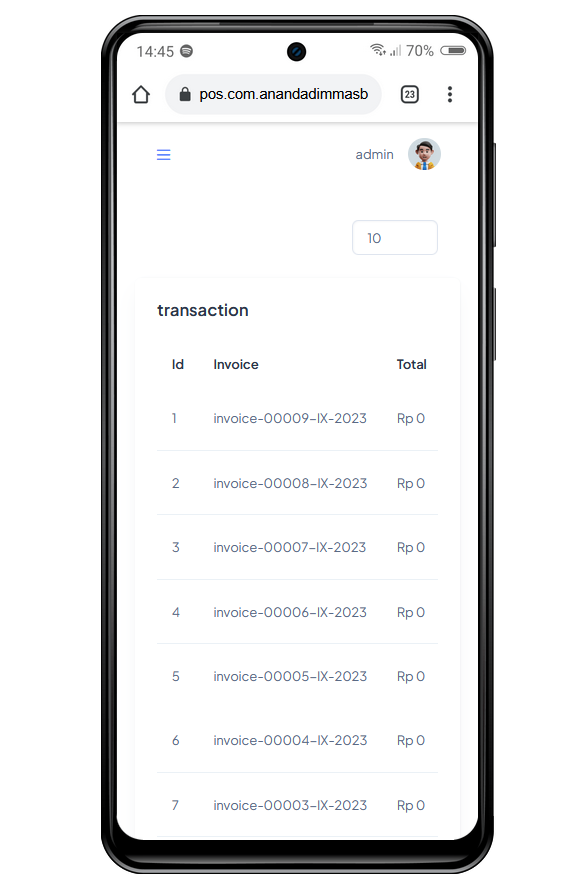 14:45 70%
pos.com.anandadimmasb 23
admin
10
transaction
Id Invoice Total
1 invoice-00009-IX-2023 Rp 0
2 invoice-00008-IX-2023 Rp 0
3 invoice-00007-IX-2023 Rp 0
4 invoice-00006-IX-2023 Rp 0
5 invoice-00005-IX-2023 Rp 0
6 invoice-00004-IX-2023 Rp 0
7 invoice-00003-IX-2023 Rp 0